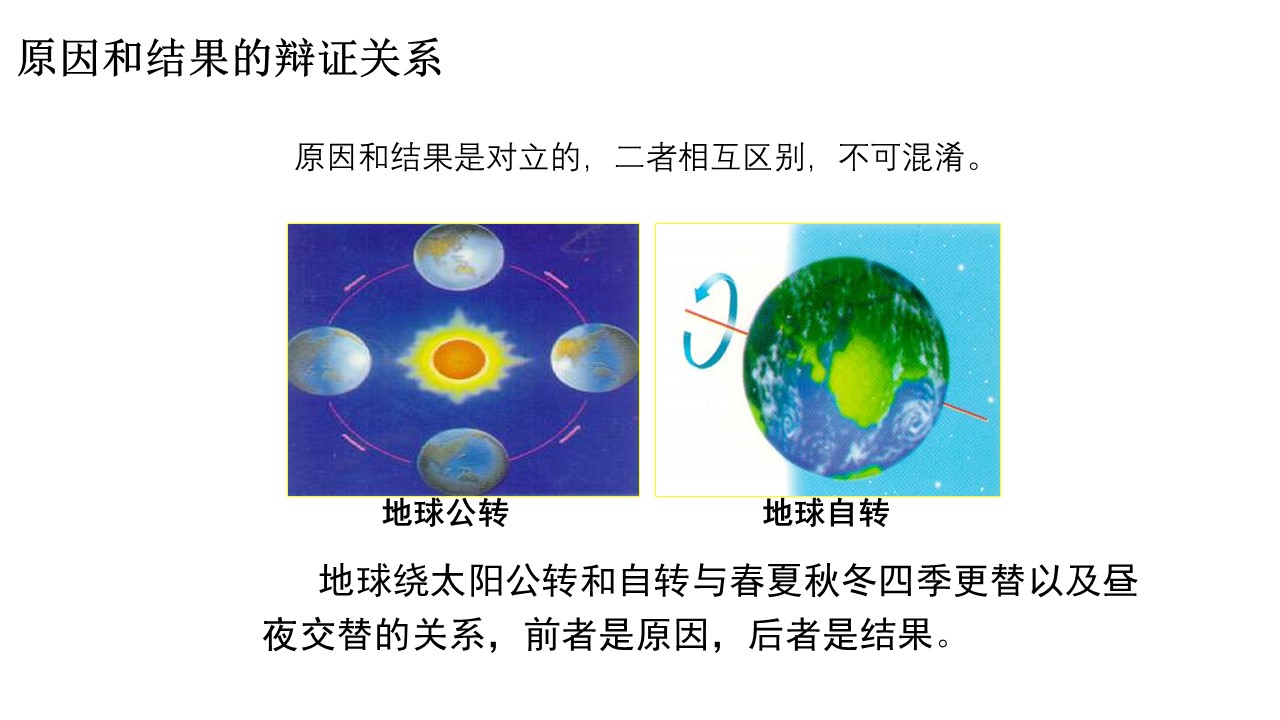 原因和结果的辩证关系
原因和结果是对立的，二者相互区别，不可混淆。
地球公转
地球自转
地球绕太阳公转和自转与春夏秋冬四季更替以及昼
夜交替的关系，前者是原因，后者是结果。